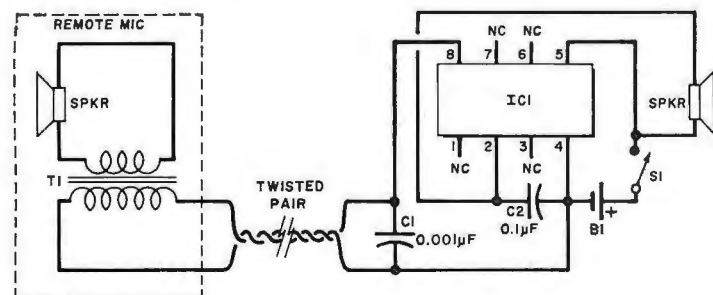 REMOTE MIC
SPKR
T1
TWISTED
PAIR
C1
0.001µF
NC
NC
8
7
6
5
IC1
1
2
3
4
NC
NC
C2
0.1µF
B1
+
S1
SPKR